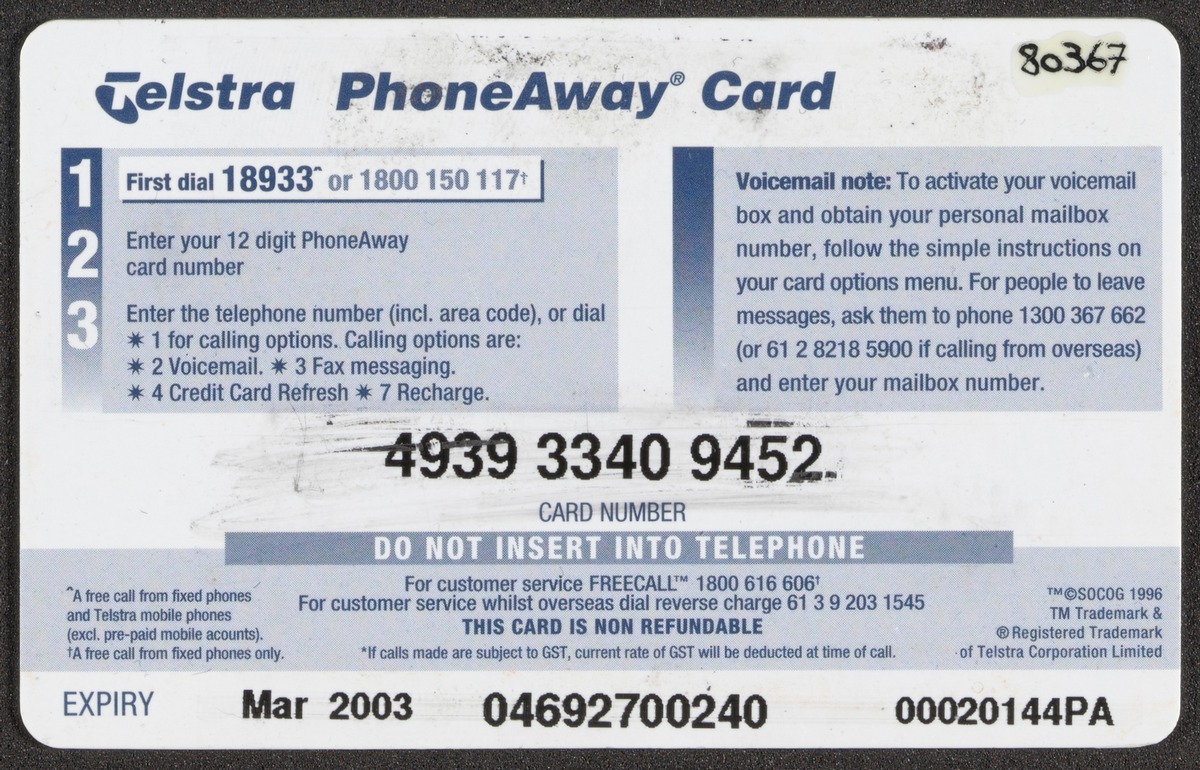 Telstra PhoneAway® Card
80367
1
First dial 18933^ or 1800 150 117†
2
Enter your 12 digit PhoneAway
card number
3
Enter the telephone number (incl. area code), or dial
✷ 1 for calling options. Calling options are:
✷ 2 Voicemail. ✷ 3 Fax messaging.
✷ 4 Credit Card Refresh ✷ 7 Recharge.
Voicemail note: To activate your voicemail
box and obtain your personal mailbox
number, follow the simple instructions on
your card options menu. For people to leave
messages, ask them to phone 1300 367 662
(or 61 2 8218 5900 if calling from overseas)
and enter your mailbox number.
4939 3340 9452
CARD NUMBER
DO NOT INSERT INTO TELEPHONE
^A free call from fixed phones
and Telstra mobile phones
(excl. pre-paid mobile acounts).
†A free call from fixed phones only.
For customer service FREECALL™ 1800 616 606†
For customer service whilst overseas dial reverse charge 61 3 9 203 1545
THIS CARD IS NON REFUNDABLE
*If calls made are subject to GST, current rate of GST will be deducted at time of call.
™©SOCOG 1996
TM Trademark &
® Registered Trademark
of Telstra Corporation Limited
EXPIRY Mar 2003 04692700240 00020144PA